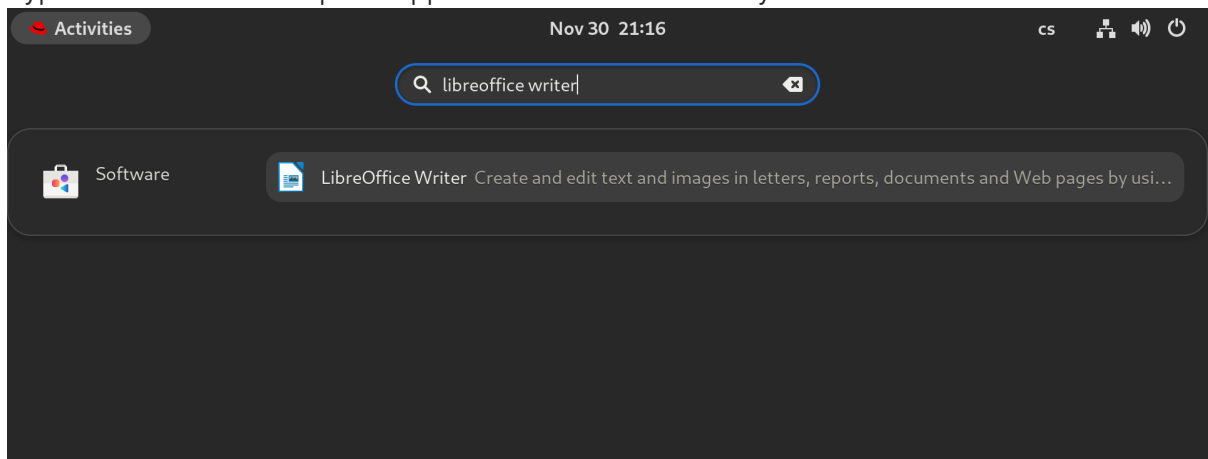 Activities
Nov 30 21:16
cs
libreoffice writer
Software
LibreOffice Writer Create and edit text and images in letters, reports, documents and Web pages by usi...